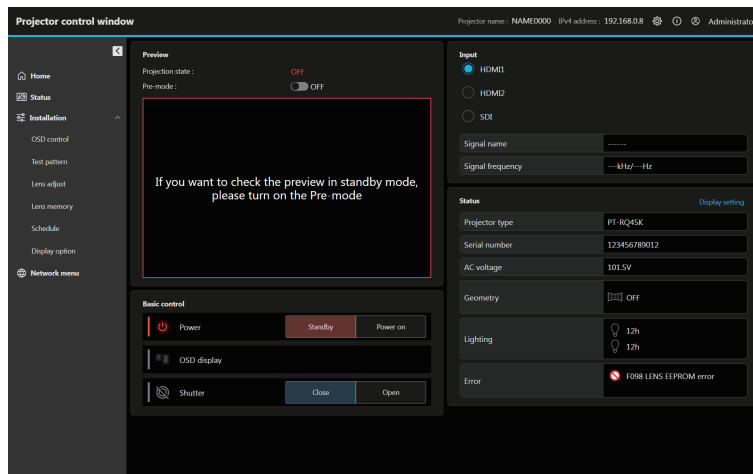 Projector control window
Projector name : NAME0000 IPv4 address : 192.168.0.8 Administrato
Home
Status
Installation
OSD control
Test pattern
Lens adjust
Lens memory
Schedule
Display option
Network menu
Preview
Projection state : OFF
Pre-mode : OFF
If you want to check the preview in standby mode,
please turn on the Pre-mode
Basic control
Power Standby Power on
OSD display
Shutter Close Open
Input
HDMI1
HDMI2
SDI
Signal name ------
Signal frequency ---kHz/---Hz
Status Display setting
Projector type PT-RQ45K
Serial number 123456789012
AC voltage 101.5V
Geometry OFF
Lighting 12h
12h
Error F098 LENS EEPROM error